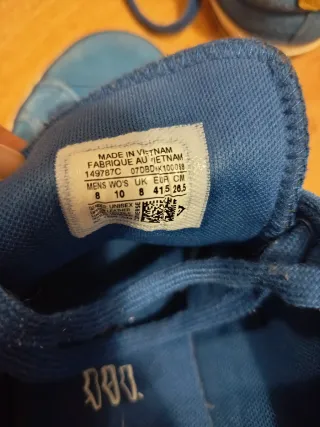 MADE IN VIETNAM
FABRIQUE AU VIETNAM
149787C
MENS WO'S UK EUR CM
8 10 8 41.5 26.5
UNISEX